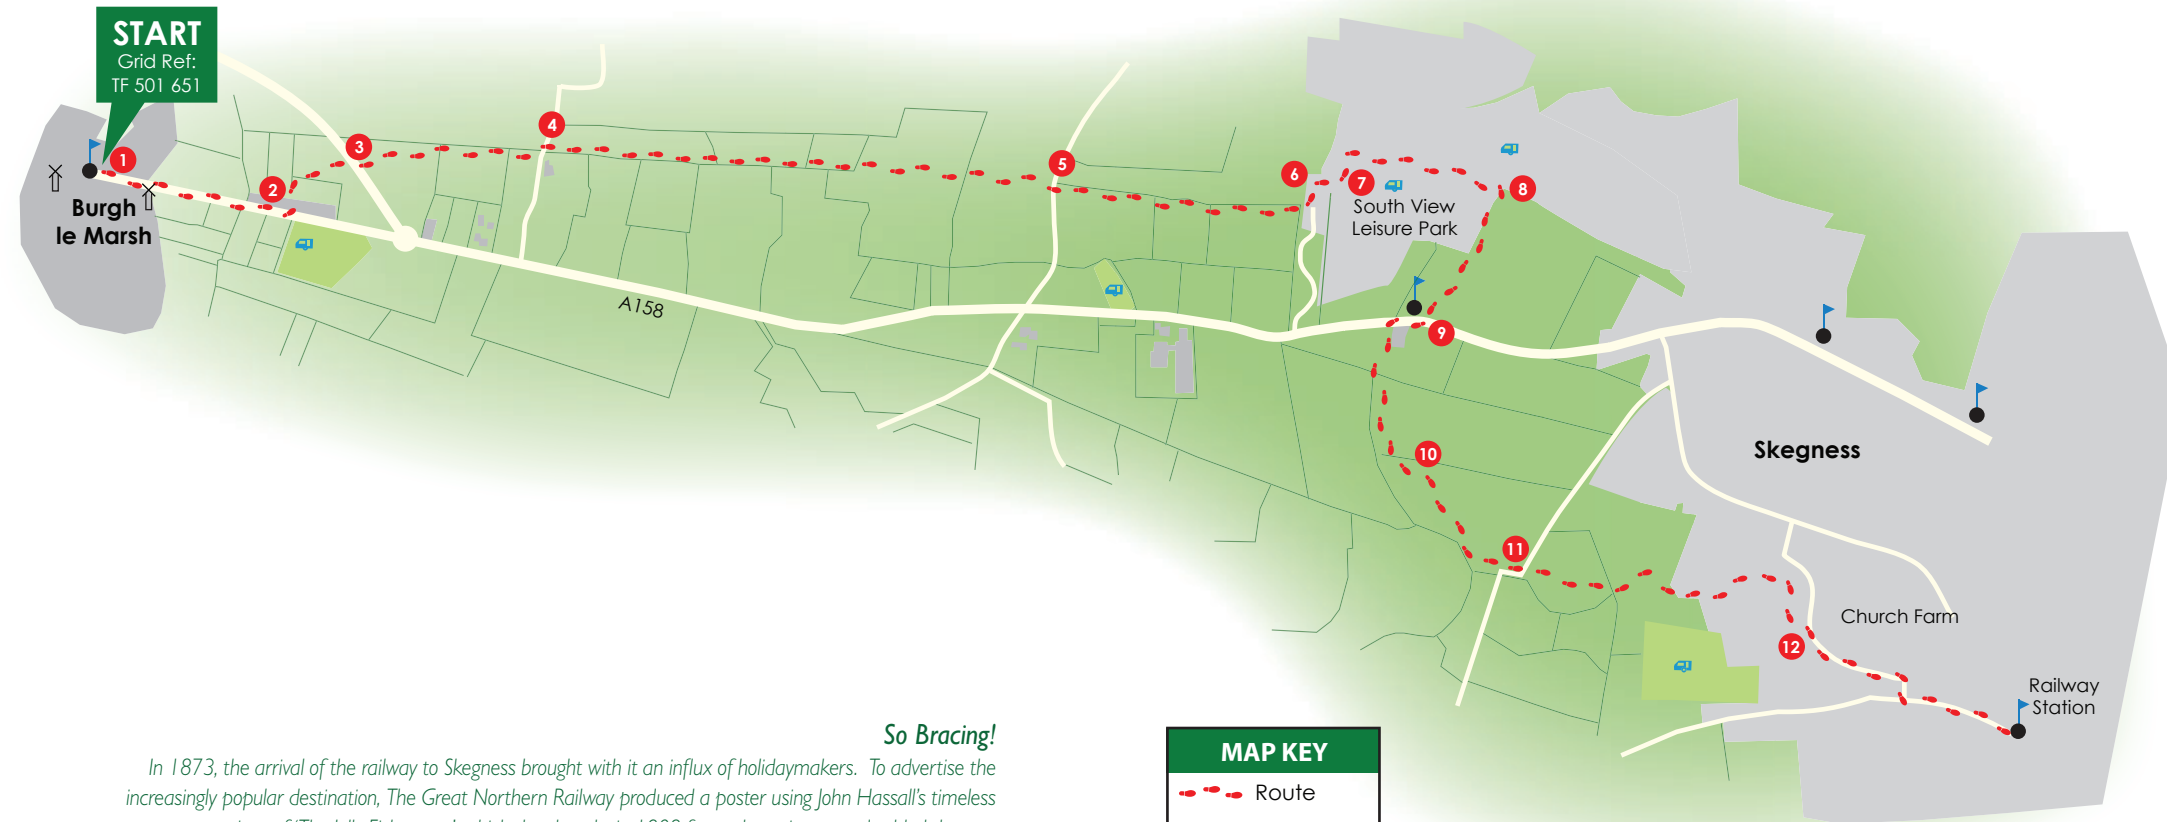 START
Grid Ref:
TF 501 651
1
2
3
4
5
6
7
8
9
10
11
12
Burgh
le Marsh
A158
South View
Leisure Park
Skegness
Church Farm
Railway
Station
So Bracing!
In 1873, the arrival of the railway to Skegness brought with it an influx of holidaymakers. To advertise the
increasingly popular destination, The Great Northern Railway produced a poster using John Hassall's timeless
MAP KEY
Route